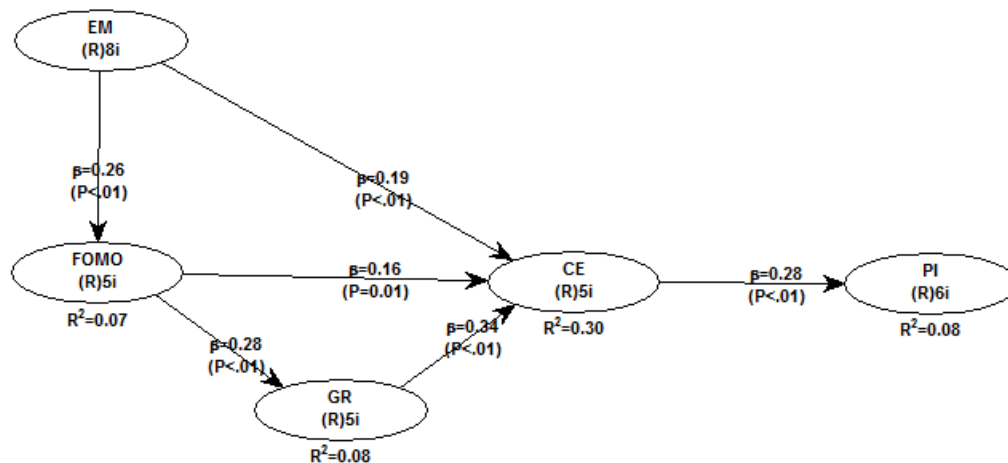 EM
(R)8i
β=0.26
(P<.01)
β=0.19
(P<.01)
FOMO
(R)5i
R²=0.07
β=0.16
(P=0.01)
CE
(R)5i
R²=0.30
β=0.28
(P<.01)
PI
(R)6i
R²=0.08
β=0.28
(P<.01)
β=0.34
(P<.01)
GR
(R)5i
R²=0.08